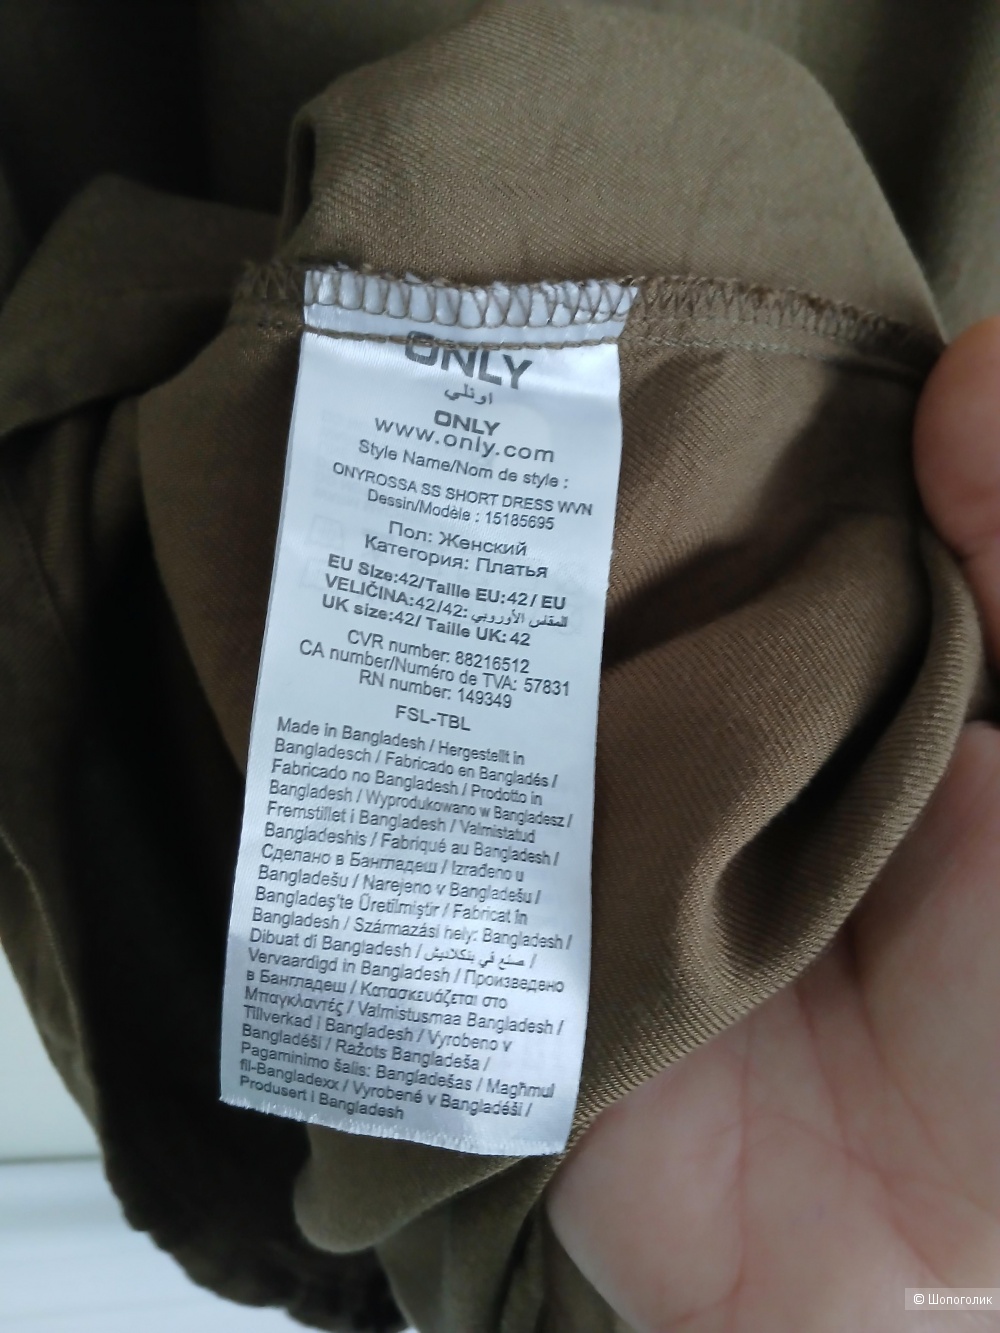 ONLY
اونلي
ONLY
www.only.com
Style Name/Nom de style :
ONYROSSA SS SHORT DRESS WVN
Dessin/Modèle : 15185695
Пол: Женский
Категория: Платья
EU Size:42/Taille EU:42/ EU
VELIČINA:42/42: المقاس الأوروبي
UK size:42/ Taille UK: 42
CVR number: 88216512
CA number/Numéro de TVA: 57831
RN number: 149349
FSL-TBL
Made in Bangladesh / Hergestellt in
Bangladesch / Fabricado en Bangladés /
Fabricado no Bangladesh / Prodotto in
Bangladesh / Wyprodukowano w Bangladesz /
Fremstillet i Bangladesh / Valmistatud
Bangladeshis / Fabriqué au Bangladesh /
Сделано в Бангладеш / Izrađeno u
Bangladešu / Narejeno v Bangladešu /
Bangladeş'te Üretilmiştir / Fabricat în
Bangladesh / Származási hely: Bangladesh /
Dibuat di Bangladesh / صنع في بنكلاديش /
Vervaardigd in Bangladesh / Произведено
в Бангладеш / Κατασκευάζεται στο
Μπαγκλαντές / Valmistusmaa Bangladesh /
Tillverkad i Bangladesh / Vyrobeno v
Bangladéši / Ražots Bangladeša /
Pagaminimo šalis: Bangladešas / Magħmul
fil-Bangladexx / Vyrobené v Bangladéši /
Produsert i Bangladesh
© Шопоголик